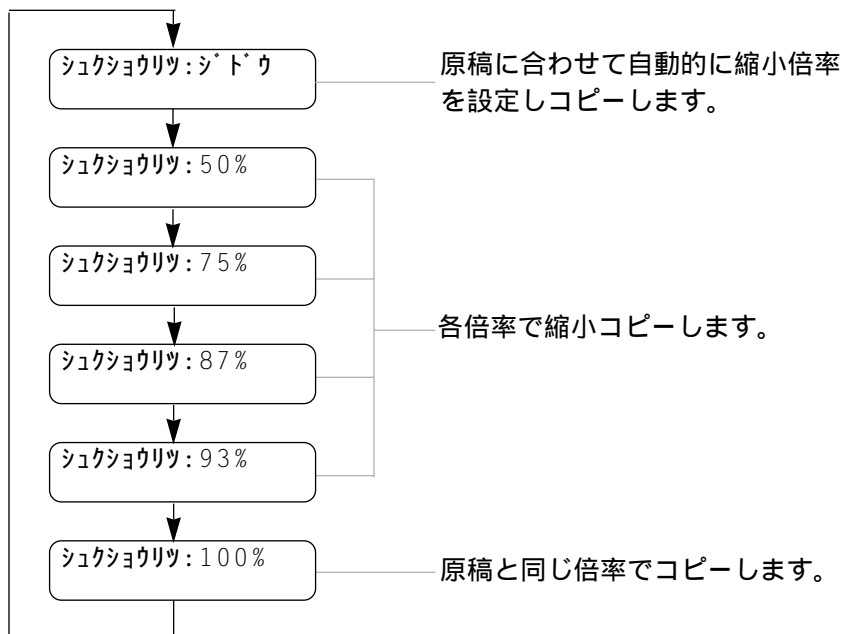 ｼｭｸｼｮｳﾘﾂ:ｼﾞﾄﾞｳ
原稿に合わせて自動的に縮小倍率
を設定しコピーします。
ｼｭｸｼｮｳﾘﾂ:50%
ｼｭｸｼｮｳﾘﾂ:75%
各倍率で縮小コピーします。
ｼｭｸｼｮｳﾘﾂ:87%
ｼｭｸｼｮｳﾘﾂ:93%
ｼｭｸｼｮｳﾘﾂ:100%
原稿と同じ倍率でコピーします。